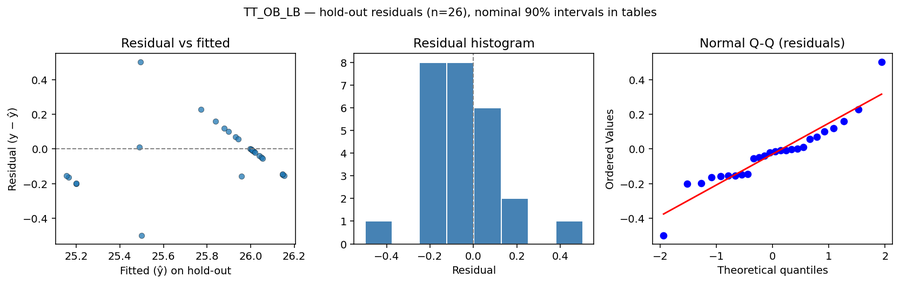 TT_OB_LB — hold-out residuals (n=26), nominal 90% intervals in tables
Residual vs fitted
Residual (y − ŷ)
0.4
0.2
0.0
−0.2
−0.4
25.2 25.4 25.6 25.8 26.0 26.2
Fitted (ŷ) on hold-out
Residual histogram
8
7
6
5
4
3
2
1
0
−0.4 −0.2 0.0 0.2 0.4
Residual
Normal Q-Q (residuals)
Ordered Values
0.4
0.2
0.0
−0.2
−0.4
−2 −1 0 1 2
Theoretical quantiles